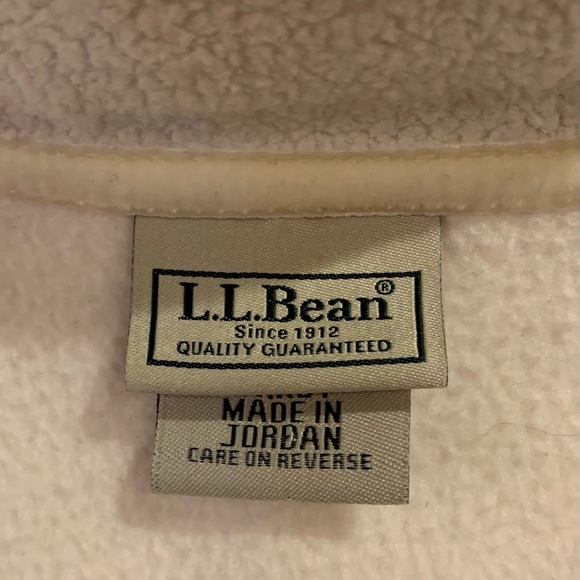 L.L.Bean®
Since 1912
QUALITY GUARANTEED
MADE IN
JORDAN
CARE ON REVERSE